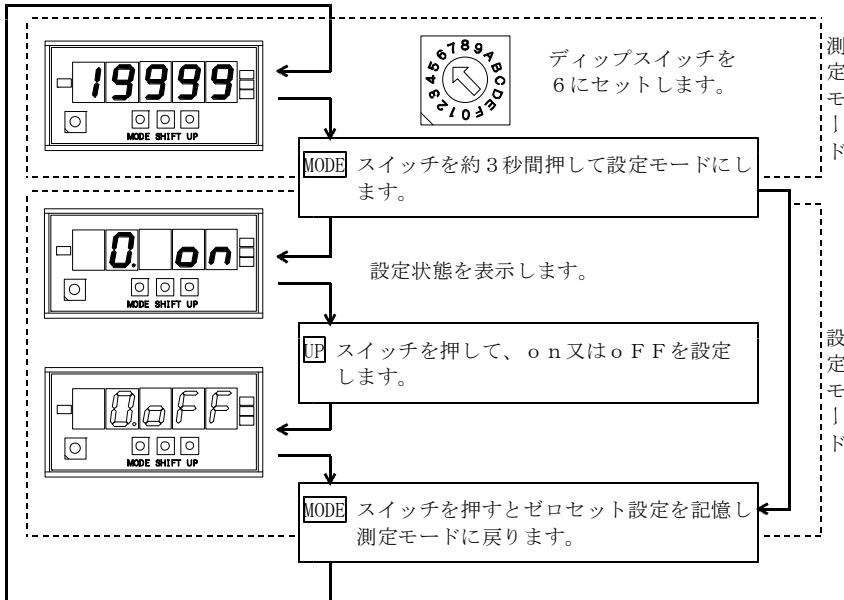 19999
MODE SHIFT UP
0123456789ABCDEF
ディップスイッチを
６にセットします。
測定モード
MODE スイッチを約３秒間押して設定モードにし
ます。
0. on
MODE SHIFT UP
設定状態を表示します。
UP スイッチを押して、ｏｎ又はｏＦＦを設定
します。
設定モード
0.oFF
MODE SHIFT UP
MODE スイッチを押すとゼロセット設定を記憶し
測定モードに戻ります。